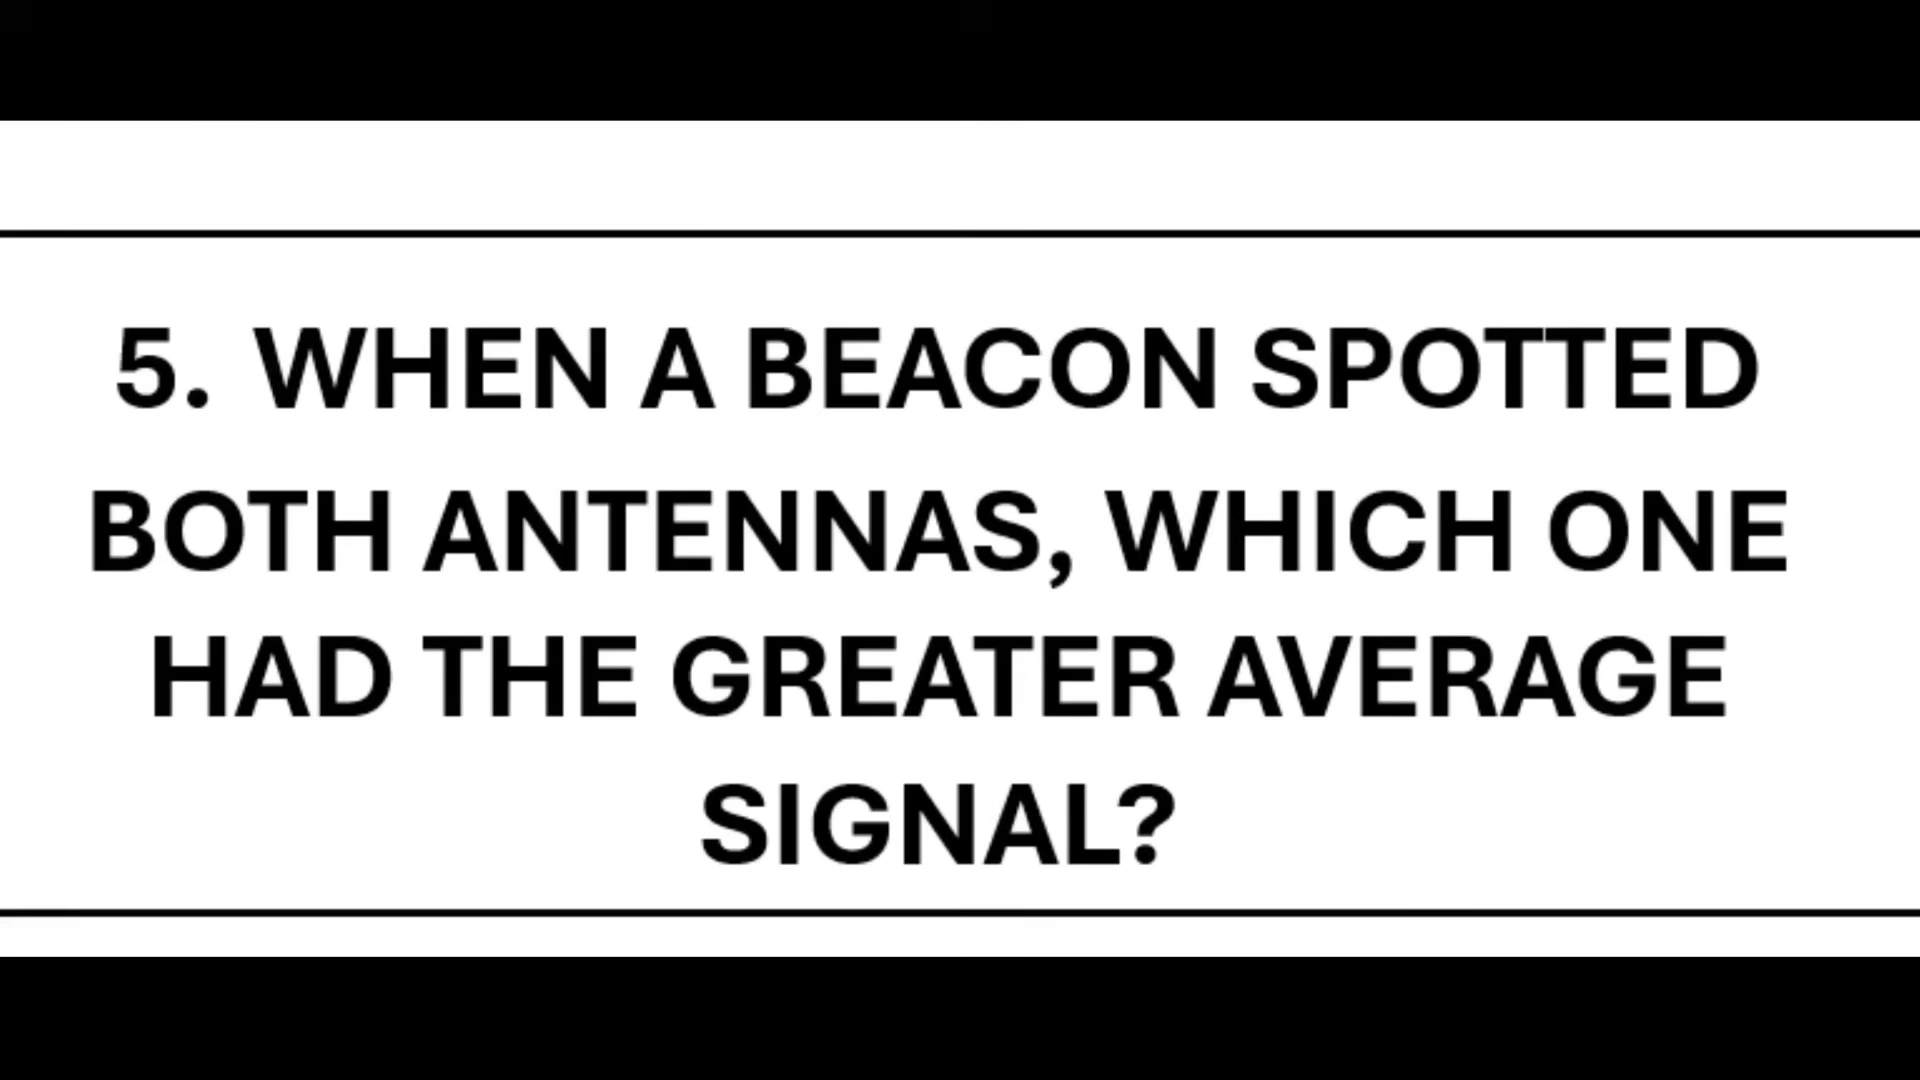 5. WHEN A BEACON SPOTTED
BOTH ANTENNAS, WHICH ONE
HAD THE GREATER AVERAGE
SIGNAL?